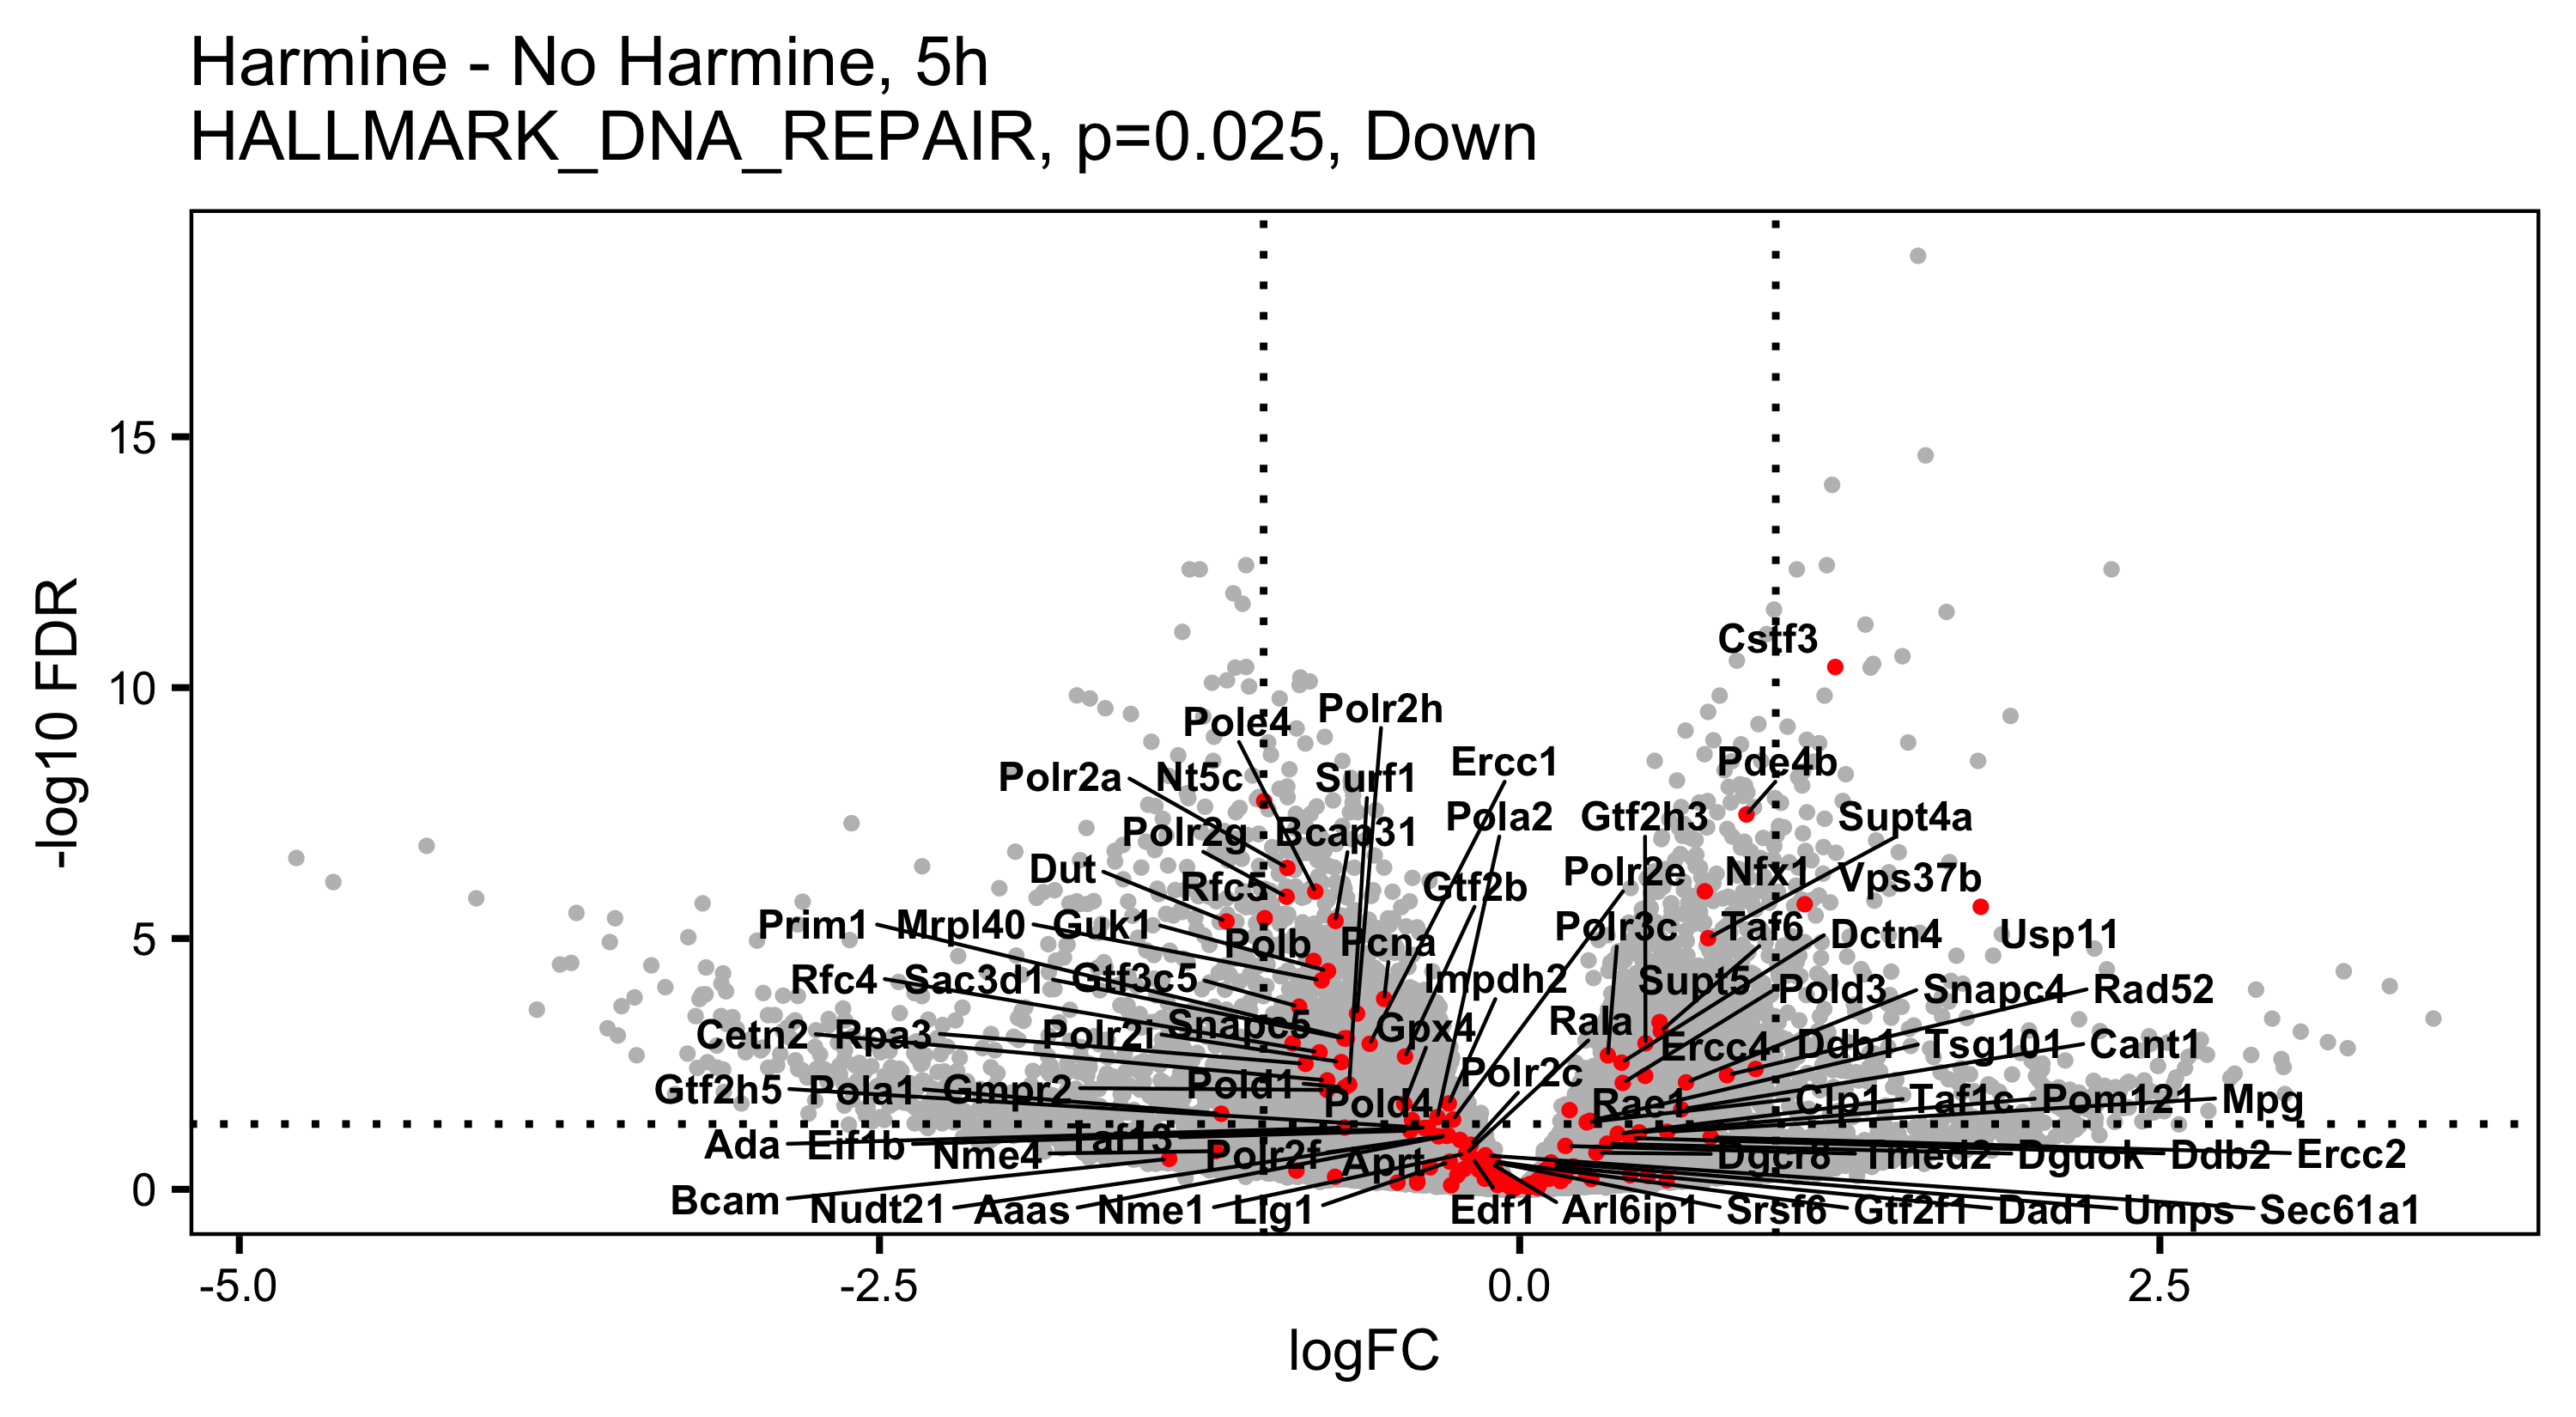 Harmine - No Harmine, 5h
HALLMARK_DNA_REPAIR, p=0.025, Down
-log10 FDR
15
10
5
0
Cstf3
Polr2h
Pole4
Ercc1
Pde4b
Polr2a Nt5c Surf1
Pola2 Gtf2h3 Supt4a
Polr2g Bcap31
Dut Polr2e Nfx1 Vps37b
Rfc5 Gtf2b
Prim1 Mrpl40 Guk1 Polr3c Taf6 Dctn4 Usp11
Polb Pcna
Rfc4 Sac3d1 Gtf3c5 Impdh2 Supt5 Pold3 Snapc4 Rad52
Snapc5 Gpx4 Rala
Cetn2 Rpa3 Polr2i Ercc4 Ddb1 Tsg101 Cant1
Gtf2h5 Pola1 Gmpr2 Pold1 Polr2c
Pold4 Rae1 Clp1 Taf1c Pom121 Mpg
Ada Eif1b Taf13
Nme4 Polr2f Aprt Dgcr8 Tmed2 Dguok Ddb2 Ercc2
Bcam Nudt21 Aaas Nme1 Lig1 Edf1 Arl6ip1 Srsf6 Gtf2f1 Dad1 Umps Sec61a1
-5.0 -2.5 0.0 2.5
logFC